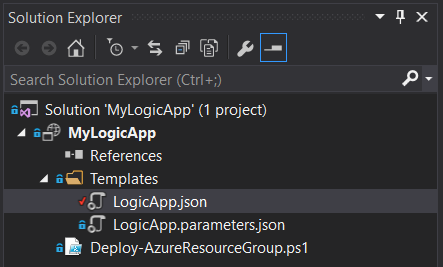 Solution Explorer
Search Solution Explorer (Ctrl+;)
Solution 'MyLogicApp' (1 project)
MyLogicApp
References
Templates
LogicApp.json
LogicApp.parameters.json
Deploy-AzureResourceGroup.ps1